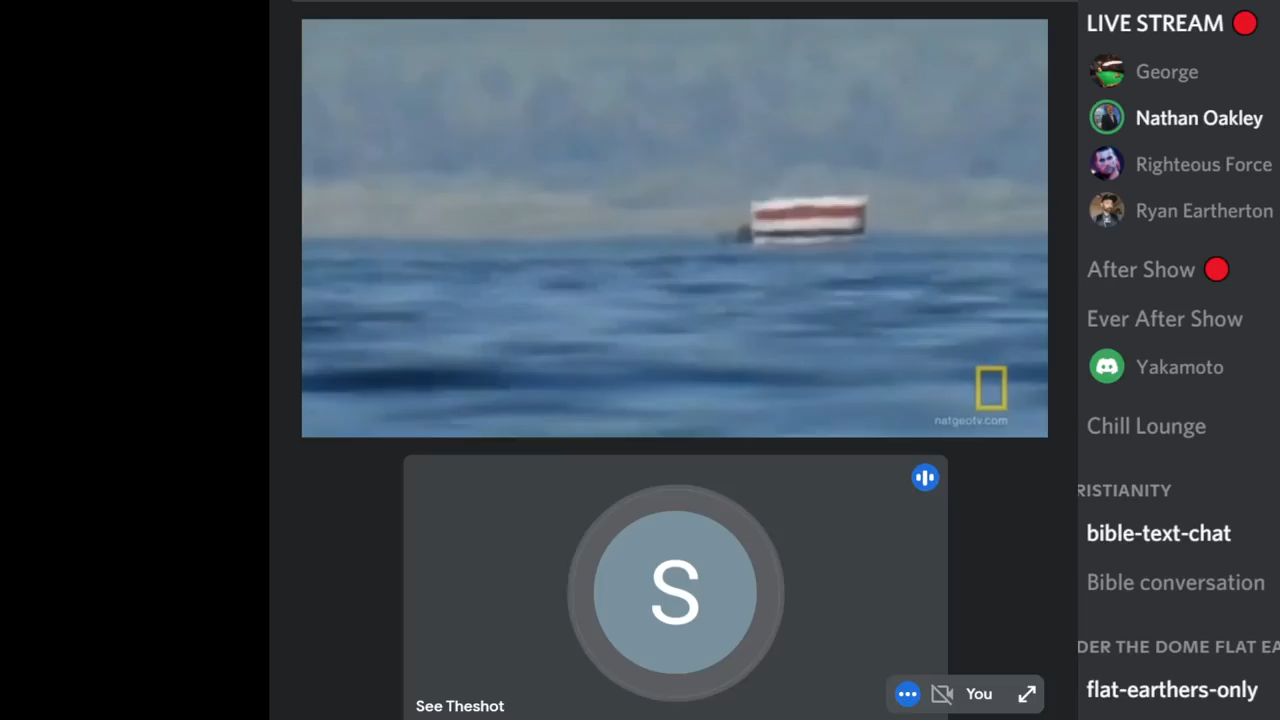 LIVE STREAM
George
Nathan Oakley
Righteous Force
Ryan Eartherton
After Show
Ever After Show
Yakamoto
Chill Lounge
RISTIANITY
bible-text-chat
Bible conversation
DER THE DOME FLAT EA
flat-earthers-only
natgeotv.com
S
See Theshot
You